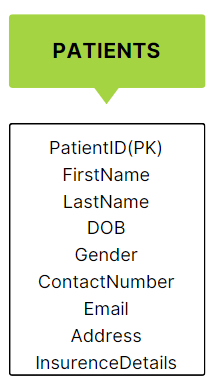 PATIENTS
PatientID(PK)
FirstName
LastName
DOB
Gender
ContactNumber
Email
Address
InsurenceDetails